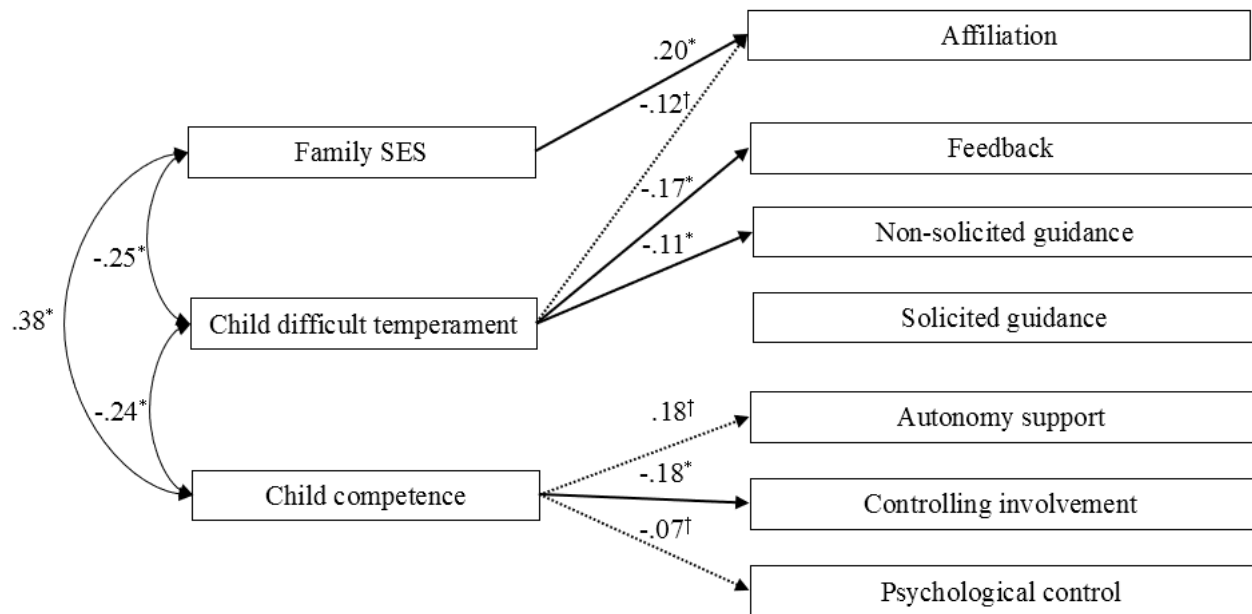 Affiliation
.20*
-.12†
Family SES
Feedback
-.17*
Non-solicited guidance
-.11*
-.25*
.38*
Child difficult temperament
Solicited guidance
-.24*
.18†
Autonomy support
-.18*
Child competence
Controlling involvement
-.07†
Psychological control